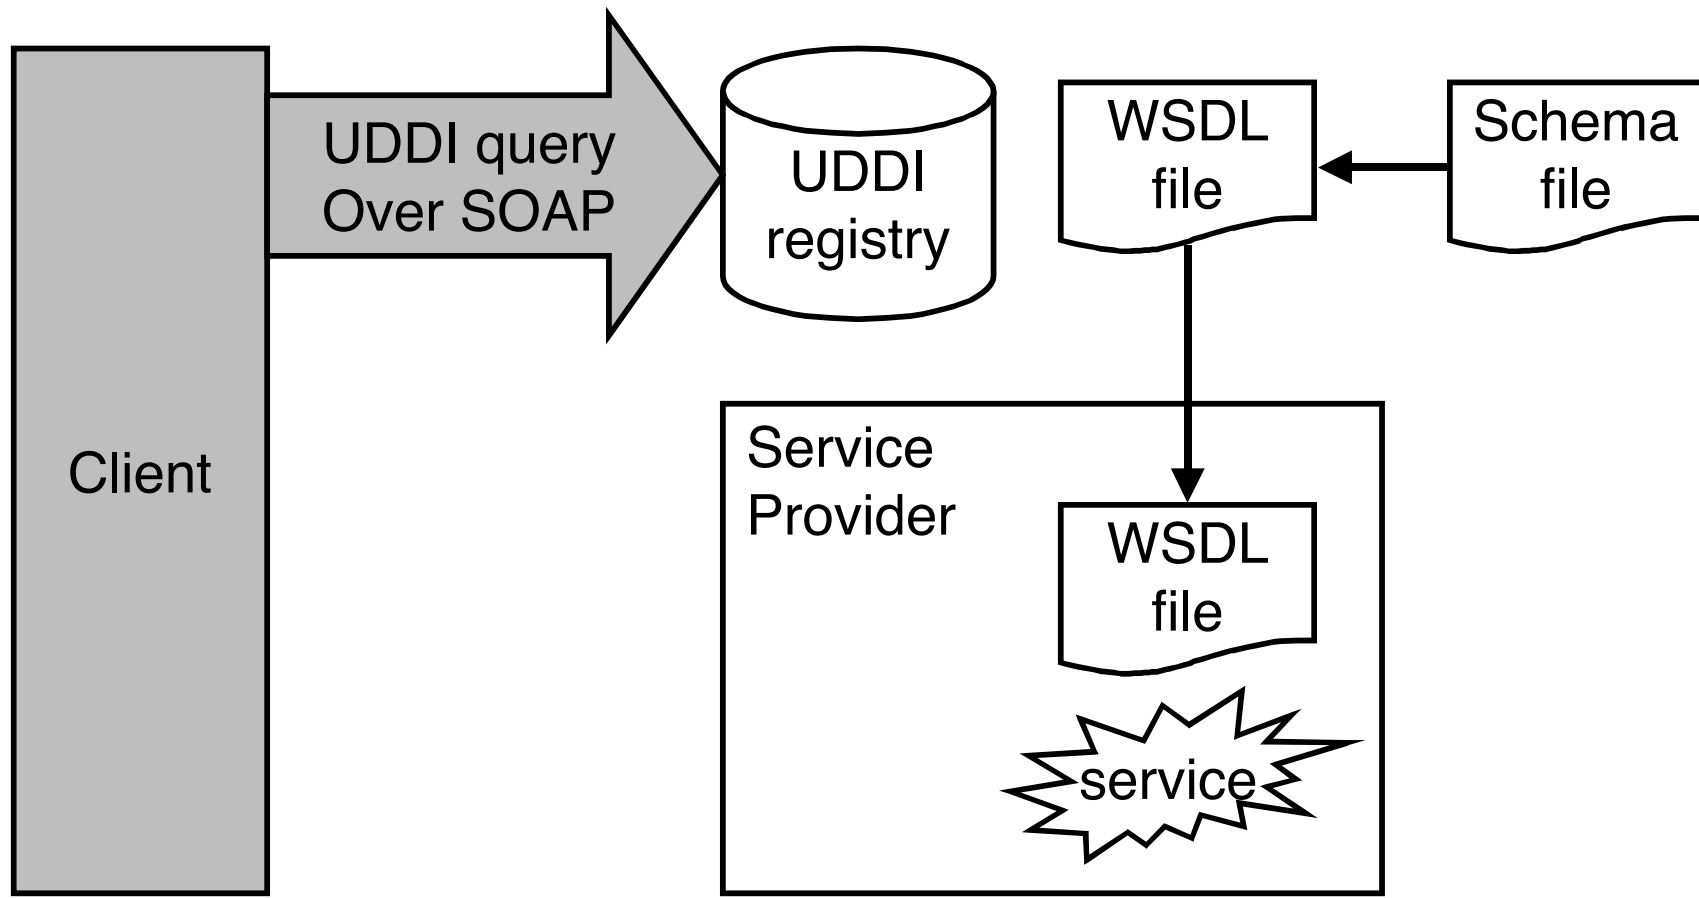 UDDI query
Over SOAP
UDDI
registry
WSDL
file
Schema
file
Client
Service
Provider
WSDL
file
service